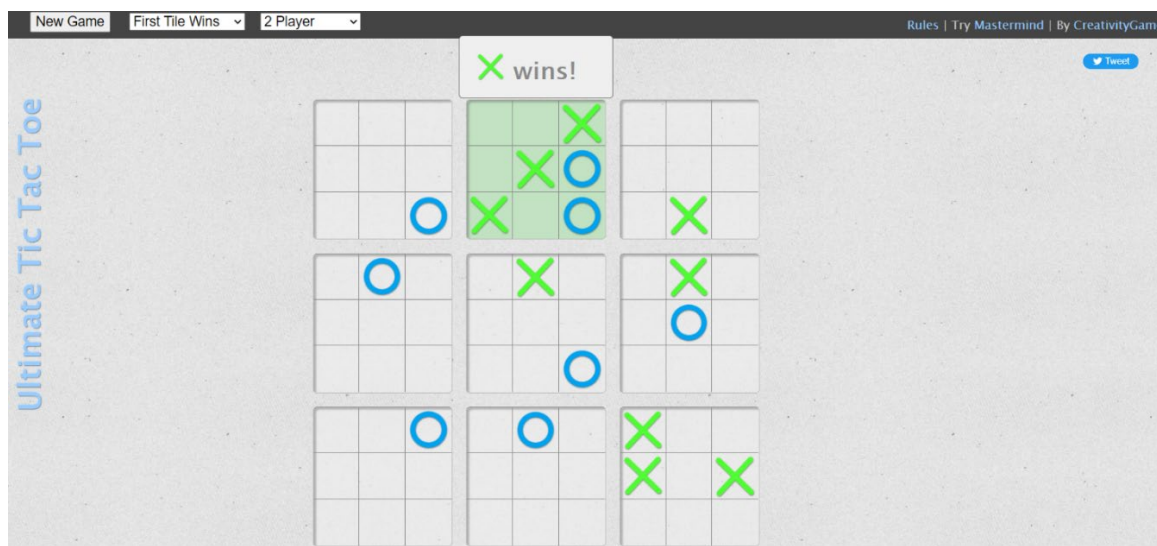 New Game First Tile Wins 2 Player Rules | Try Mastermind | By CreativityGam
X wins!
Tweet
Ultimate Tic Tac Toe